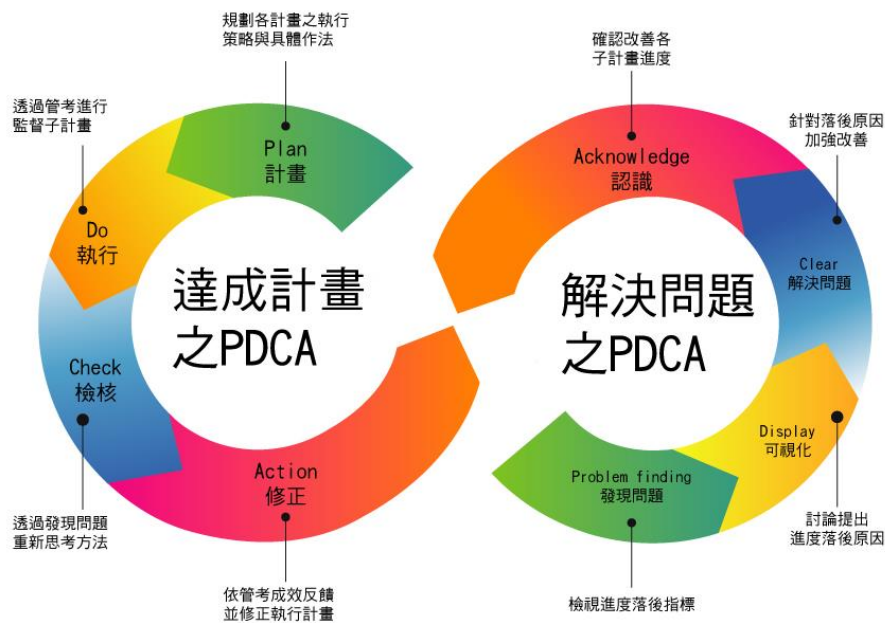 規劃各計畫之執行
策略與具體作法
透過管考進行
監督子計畫
Plan
計畫
Do
執行
達成計畫
之PDCA
Check
檢核
Action
修正
透過發現問題
重新思考方法
依管考成效反饋
並修正執行計畫
確認改善各
子計畫進度
針對落後原因
加強改善
Acknowledge
認識
Clear
解決問題
解決問題
之PDCA
Display
可視化
Problem finding
發現問題
討論提出
進度落後原因
檢視進度落後指標